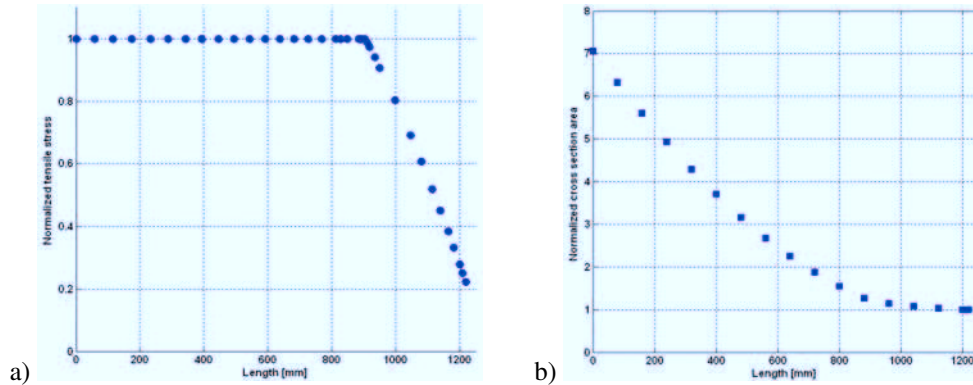 a)
Normalized tensile stress
1
0.8
0.6
0.4
0.2
0
0 200 400 600 800 1000 1200
Length [mm]
b)
Normalized cross section area
8
7
6
5
4
3
2
1
0
0 200 400 600 800 1000 1200
Length [mm]